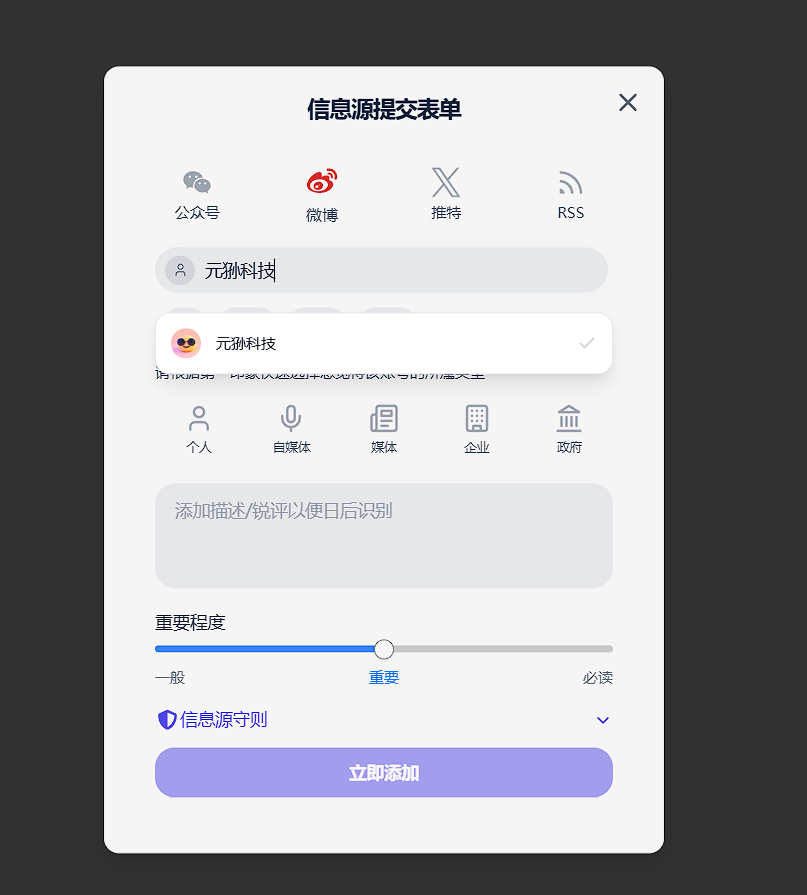 信息源提交表单
公众号
微博
推特
RSS
元狲科技
元狲科技
个人
自媒体
媒体
企业
政府
添加描述/锐评以便日后识别
重要程度
一般
重要
必读
信息源守则
立即添加